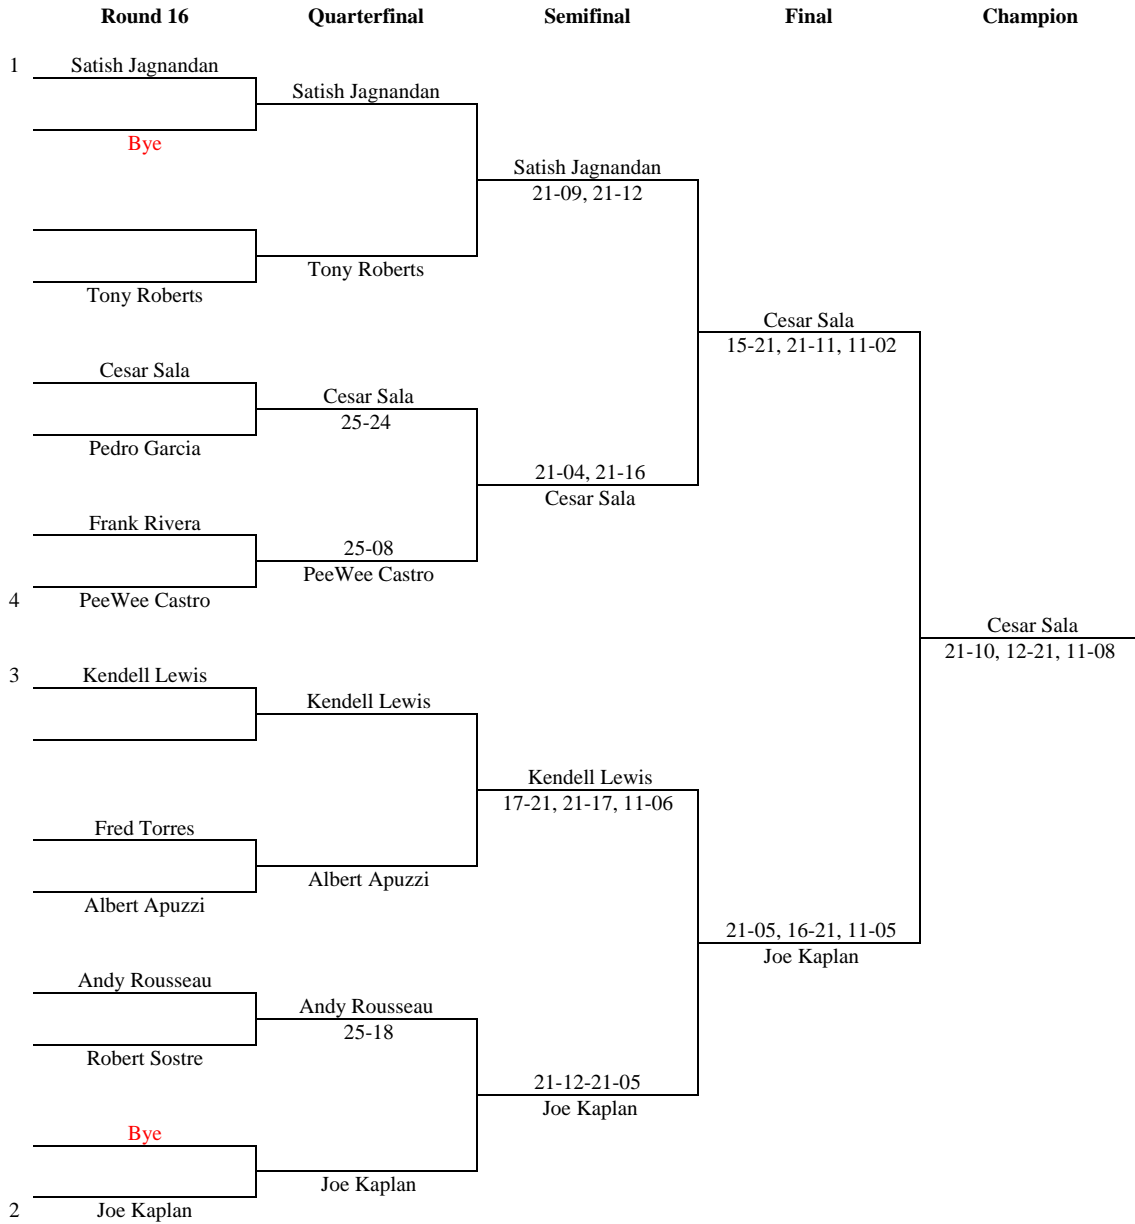 Round 16 Quarterfinal Semifinal Final Champion
1 Satish Jagnandan
Satish Jagnandan
Bye
Satish Jagnandan
21-09, 21-12
Tony Roberts
Tony Roberts
Cesar Sala
15-21, 21-11, 11-02
Cesar Sala
Cesar Sala
25-24
Pedro Garcia
21-04, 21-16
Cesar Sala
Frank Rivera
25-08
PeeWee Castro
4 PeeWee Castro
Cesar Sala
21-10, 12-21, 11-08
3 Kendell Lewis
Kendell Lewis
Kendell Lewis
17-21, 21-17, 11-06
Fred Torres
Albert Apuzzi
Albert Apuzzi
21-05, 16-21, 11-05
Joe Kaplan
Andy Rousseau
Andy Rousseau
25-18
Robert Sostre
21-12-21-05
Joe Kaplan
Bye
Joe Kaplan
2 Joe Kaplan